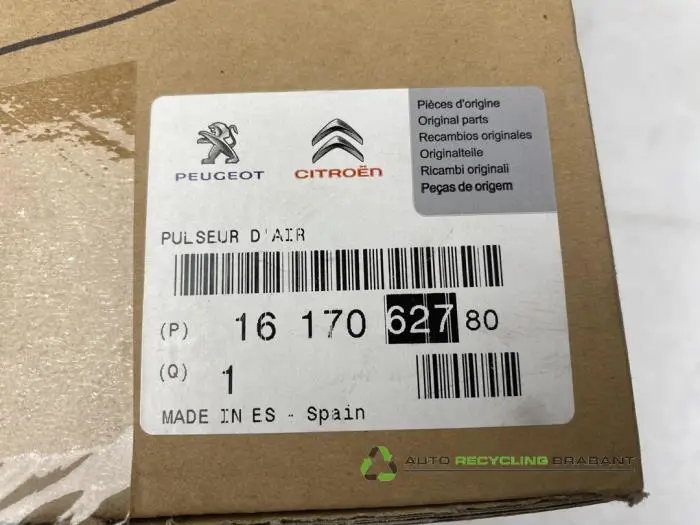 PEUGEOT
CITROËN
Pièces d'origine
Original parts
Recambios originales
Originalteile
Ricambi originali
Peças de origem
PULSEUR D'AIR
(P) 16 170 627 80
(Q) 1
MADE IN ES - Spain
AUTO RECYCLING BRABANT